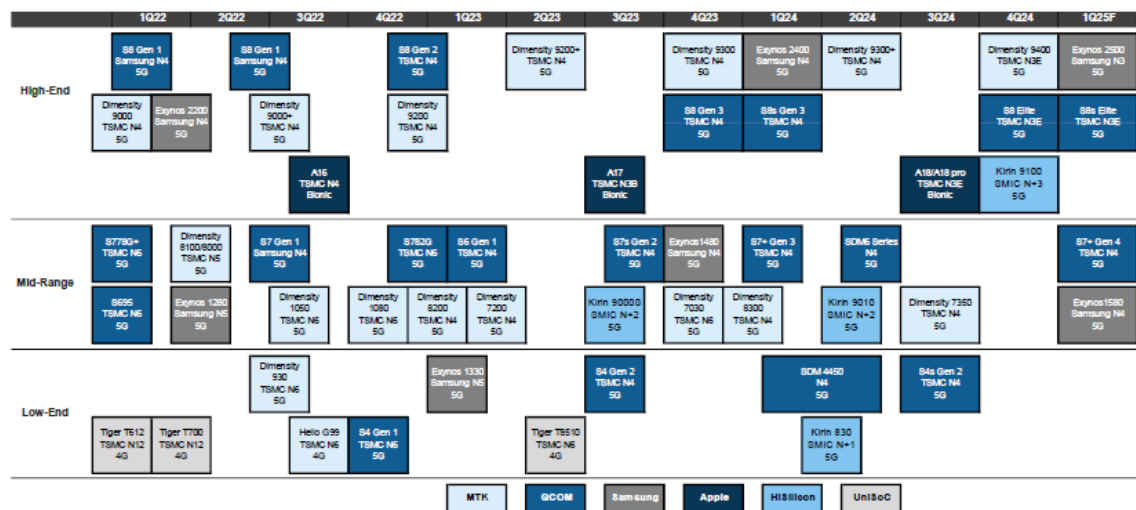 1Q22 2Q22 3Q22 4Q22 1Q23 2Q23 3Q23 4Q23 1Q24 2Q24 3Q24 4Q24 1Q25F
High-End
S8 Gen 1
Samsung N4
5G
S8 Gen 1
Samsung N4
5G
S8 Gen 2
TSMC N4
5G
Dimensity 9200+
TSMC N4
5G
Dimensity 9300
TSMC N4
5G
Exynos 2400
Samsung N4
5G
Dimensity 9300+
TSMC N4
5G
Dimensity 9400
TSMC N3E
5G
Exynos 2500
Samsung N3
5G
Dimensity
9000
TSMC N4
5G
Exynos 2200
Samsung N4
5G
Dimensity
9000+
TSMC N4
5G
Dimensity
9200
TSMC N4
5G
S8 Gen 3
TSMC N4
5G
S8s Gen 3
TSMC N4
5G
S8 Elite
TSMC N3E
5G
S8s Elite
TSMC N3E
5G
A16
TSMC N4
Bionic
A17
TSMC N3B
Bionic
A18/A18 pro
TSMC N3E
Bionic
Kirin 9100
SMIC N+3
5G
Mid-Range
S778G+
TSMC N6
5G
Dimensity
8100/8000
TSMC N5
5G
S7 Gen 1
Samsung N4
5G
S782G
TSMC N6
5G
S6 Gen 1
TSMC N4
5G
S7s Gen 2
TSMC N4
5G
Exynos1480
Samsung N4
5G
S7+ Gen 3
TSMC N4
5G
SDM6 Series
N4
5G
S7+ Gen 4
TSMC N4
5G
S695
TSMC N6
5G
Exynos 1280
Samsung N5
5G
Dimensity
1050
TSMC N6
5G
Dimensity
1080
TSMC N6
5G
Dimensity
8200
TSMC N4
5G
Dimensity
7200
TSMC N4
5G
Kirin 9000S
SMIC N+2
5G
Dimensity
7030
TSMC N6
5G
Dimensity
8300
TSMC N4
5G
Kirin 9010
SMIC N+2
5G
Dimensity 7350
TSMC N4
5G
Exynos1580
Samsung N4
5G
Low-End
Dimensity
930
TSMC N6
5G
Exynos 1330
Samsung N5
5G
S4 Gen 2
TSMC N4
5G
SDM 4450
N4
5G
S4s Gen 2
TSMC N4
5G
Tiger T612
TSMC N12
4G
Tiger T700
TSMC N12
4G
Helio G99
TSMC N6
4G
S4 Gen 1
TSMC N6
5G
Tiger T8510
TSMC N6
4G
Kirin 830
SMIC N+1
5G
MTK QCOM Samsung Apple HiSilicon UniSoC